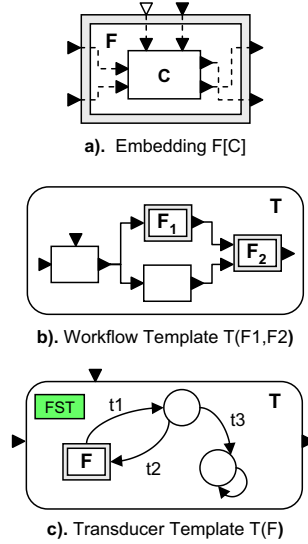 F
C
a). Embedding F[C]
T
F1
F2
b). Workflow Template T(F1,F2)
FST
t1
T
t3
F
t2
c). Transducer Template T(F)